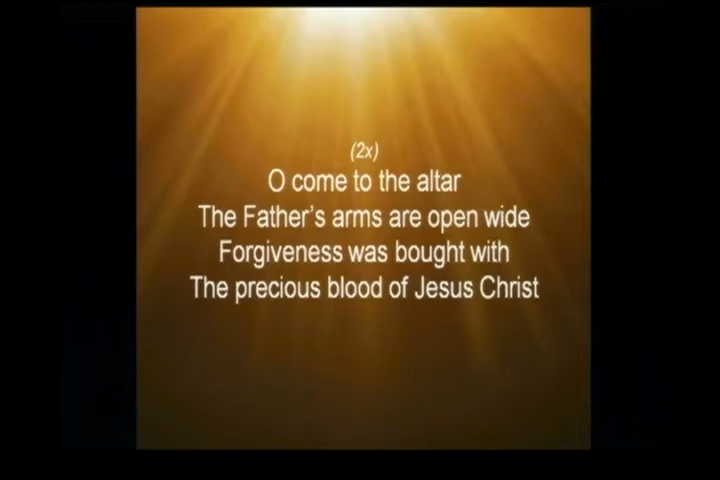 (2x)
O come to the altar
The Father's arms are open wide
Forgiveness was bought with
The precious blood of Jesus Christ